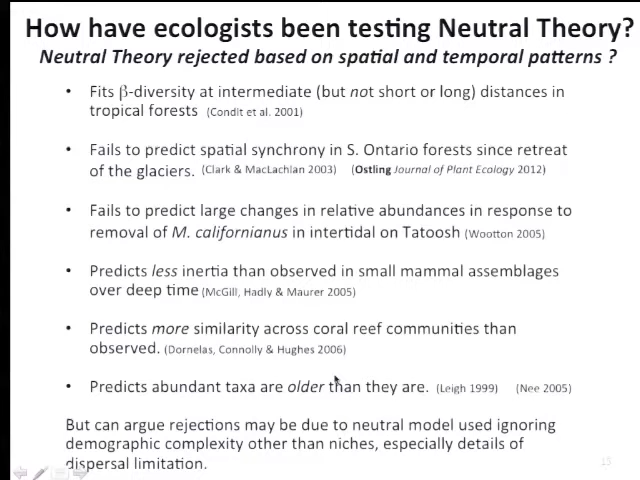 How have ecologists been testing Neutral Theory?
Neutral Theory rejected based on spatial and temporal patterns ?
• Fits β-diversity at intermediate (but not short or long) distances in
tropical forests (Condit et al. 2001)
• Fails to predict spatial synchrony in S. Ontario forests since retreat
of the glaciers. (Clark & MacLachlan 2003) (Ostling Journal of Plant Ecology 2012)
• Fails to predict large changes in relative abundances in response to
removal of M. californianus in intertidal on Tatoosh (Wootton 2005)
• Predicts less inertia than observed in small mammal assemblages
over deep time (McGill, Hadly & Maurer 2005)
• Predicts more similarity across coral reef communities than
observed. (Dornelas, Connolly & Hughes 2006)
• Predicts abundant taxa are older than they are. (Leigh 1999) (Nee 2005)
But can argue rejections may be due to neutral model used ignoring
demographic complexity other than niches, especially details of
dispersal limitation.
15